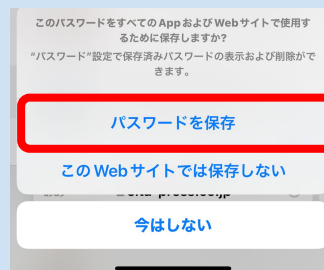 このパスワードをすべてのAppおよびWebサイトで使用す
るために保存しますか?
“パスワード”設定で保存済みパスワードの表示および削除がで
きます。
パスワードを保存
このWebサイトでは保存しない
今はしない